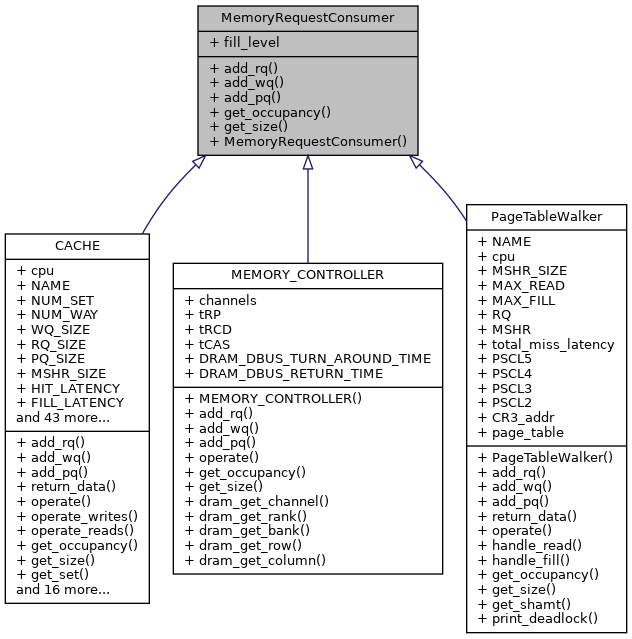 MemoryRequestConsumer
+ fill_level
+ add_rq()
+ add_wq()
+ add_pq()
+ get_occupancy()
+ get_size()
+ MemoryRequestConsumer()
CACHE
+ cpu
+ NAME
+ NUM_SET
+ NUM_WAY
+ WQ_SIZE
+ RQ_SIZE
+ PQ_SIZE
+ MSHR_SIZE
+ HIT_LATENCY
+ FILL_LATENCY
and 43 more...
+ add_rq()
+ add_wq()
+ add_pq()
+ return_data()
+ operate()
+ operate_writes()
+ operate_reads()
+ get_occupancy()
+ get_size()
+ get_set()
and 16 more...
MEMORY_CONTROLLER
+ channels
+ tRP
+ tRCD
+ tCAS
+ DRAM_DBUS_TURN_AROUND_TIME
+ DRAM_DBUS_RETURN_TIME
+ MEMORY_CONTROLLER()
+ add_rq()
+ add_wq()
+ add_pq()
+ operate()
+ get_occupancy()
+ get_size()
+ dram_get_channel()
+ dram_get_rank()
+ dram_get_bank()
+ dram_get_row()
+ dram_get_column()
PageTableWalker
+ NAME
+ cpu
+ MSHR_SIZE
+ MAX_READ
+ MAX_FILL
+ RQ
+ MSHR
+ total_miss_latency
+ PSCL5
+ PSCL4
+ PSCL3
+ PSCL2
+ CR3_addr
+ page_table
+ PageTableWalker()
+ add_rq()
+ add_wq()
+ add_pq()
+ return_data()
+ operate()
+ handle_read()
+ handle_fill()
+ get_occupancy()
+ get_size()
+ get_shamt()
+ print_deadlock()